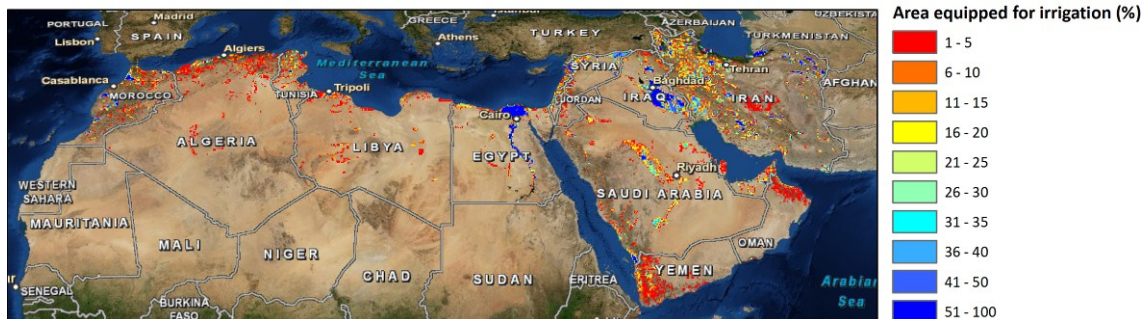 Area equipped for irrigation (%)
1 - 5
6 - 10
11 - 15
16 - 20
21 - 25
26 - 30
31 - 35
36 - 40
41 - 50
51 - 100
PORTUGAL
Madrid
Lisbon
SPAIN
GREECE
Athens
TURKEY
AZERBAIJAN
UZBEKISTAN
TURKMENISTAN
Algiers
Mediterranean
Sea
SYRIA
Tehran
AFGHAN
Casablanca
MOROCCO
TUNISIA
Tripoli
Baghdad
IRAQ
IRAN
JORDAN
Cairo
ALGERIA
LIBYA
EGYPT
Riyadh
SAUDI ARABIA
WESTERN
SAHARA
MAURITANIA
MALI
NIGER
CHAD
SUDAN
OMAN
YEMEN
ERITREA
Arabian
Sea
SENEGAL
BURKINA
FASO